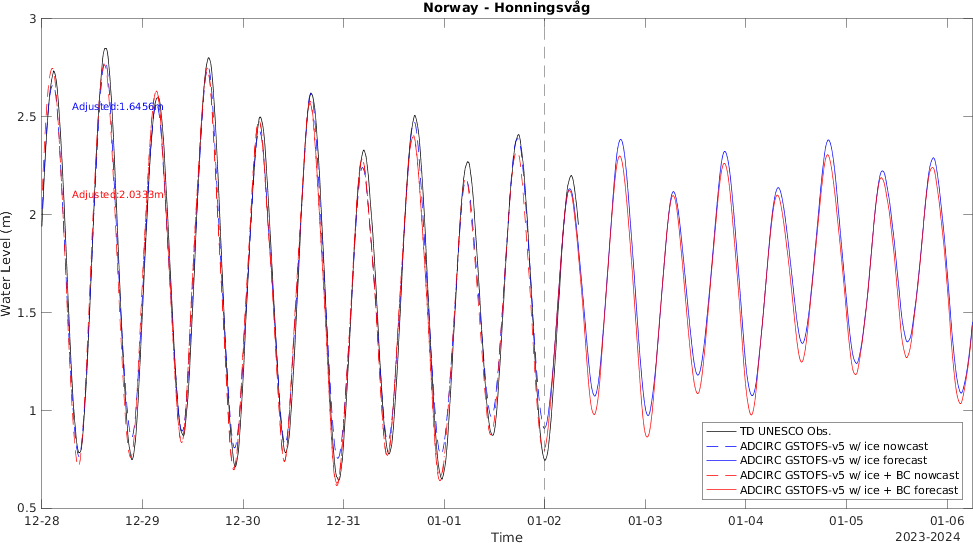 Norway - Honningsvåg
3
2.5
2
1.5
1
0.5
Water Level (m)
Adjusted:1.6456m
Adjusted:2.0333m
TD UNESCO Obs.
ADCIRC GSTOFS-v5 w/ ice nowcast
ADCIRC GSTOFS-v5 w/ ice forecast
ADCIRC GSTOFS-v5 w/ ice + BC nowcast
ADCIRC GSTOFS-v5 w/ ice + BC forecast
12-28 12-29 12-30 12-31 01-01 01-02 01-03 01-04 01-05 01-06
Time
2023-2024